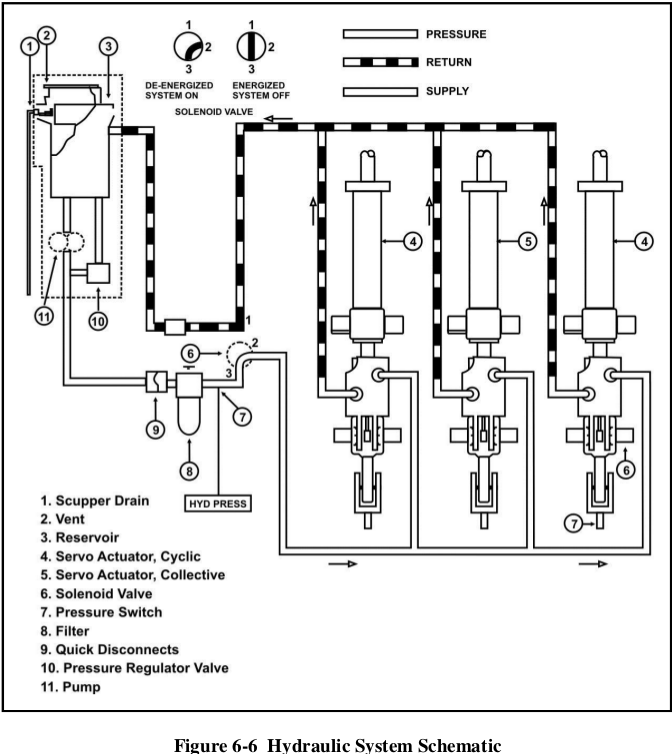 1
2
3
1
2
3
1
2
3
DE-ENERGIZED
SYSTEM ON
ENERGIZED
SYSTEM OFF
SOLENOID VALVE
PRESSURE
RETURN
SUPPLY
4
5
4
11
10
1
6
2
3
7
9
8
6
7
HYD PRESS
1. Scupper Drain
2. Vent
3. Reservoir
4. Servo Actuator, Cyclic
5. Servo Actuator, Collective
6. Solenoid Valve
7. Pressure Switch
8. Filter
9. Quick Disconnects
10. Pressure Regulator Valve
11. Pump
Figure 6-6 Hydraulic System Schematic